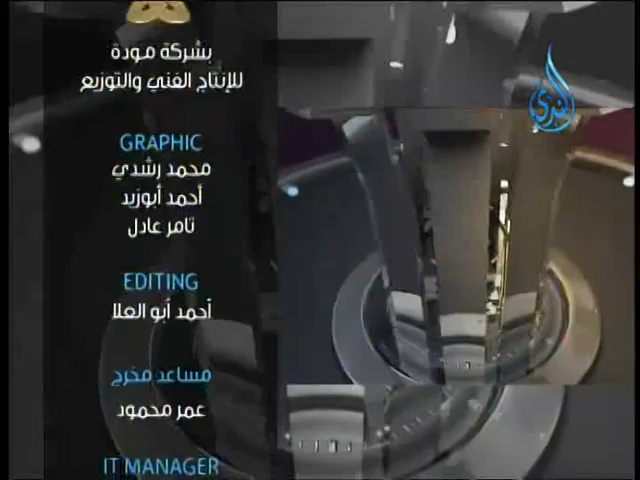 بشركة مودة
للإنتاج الفني والتوزيع
GRAPHIC
محمد رشدي
أحمد أبوزيد
تامر عادل
EDITING
أحمد أبو العلا
مساعد مخرج
عمر محمود
IT MANAGER
الندى